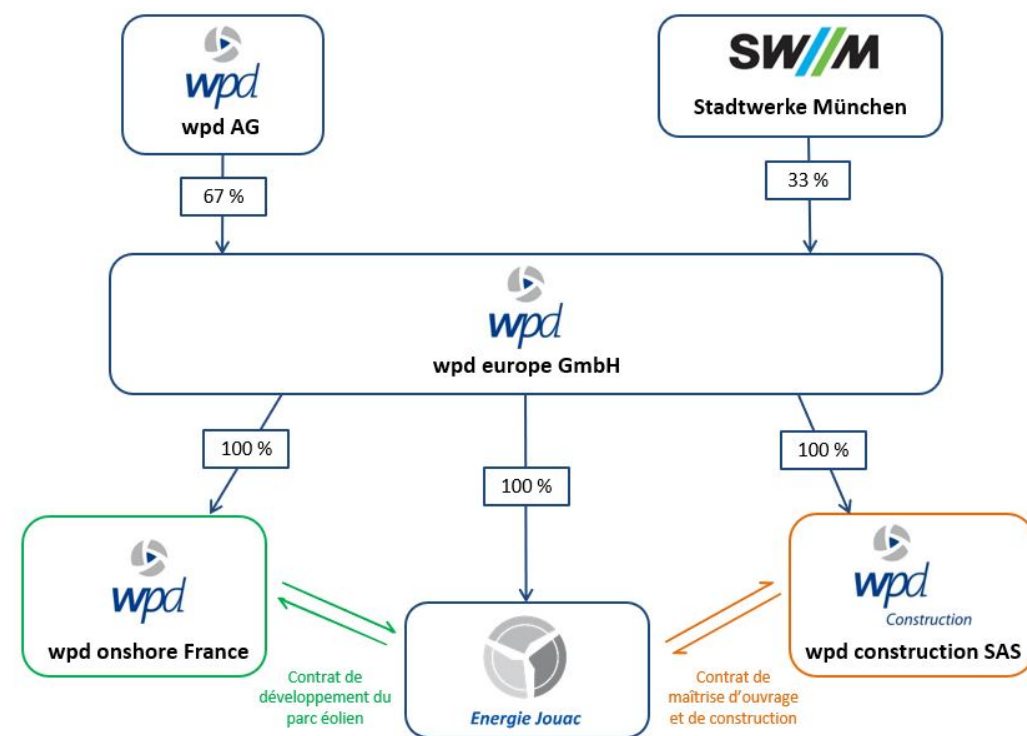 wpd
wpd AG
SW//M
Stadtwerke München
67 %
33 %
wpd
wpd europe GmbH
100 %
100 %
100 %
wpd
wpd onshore France
wpd
Construction
wpd construction SAS
Contrat de
développement du
parc éolien
Energie Jouac
Contrat de
maîtrise d'ouvrage
et de construction